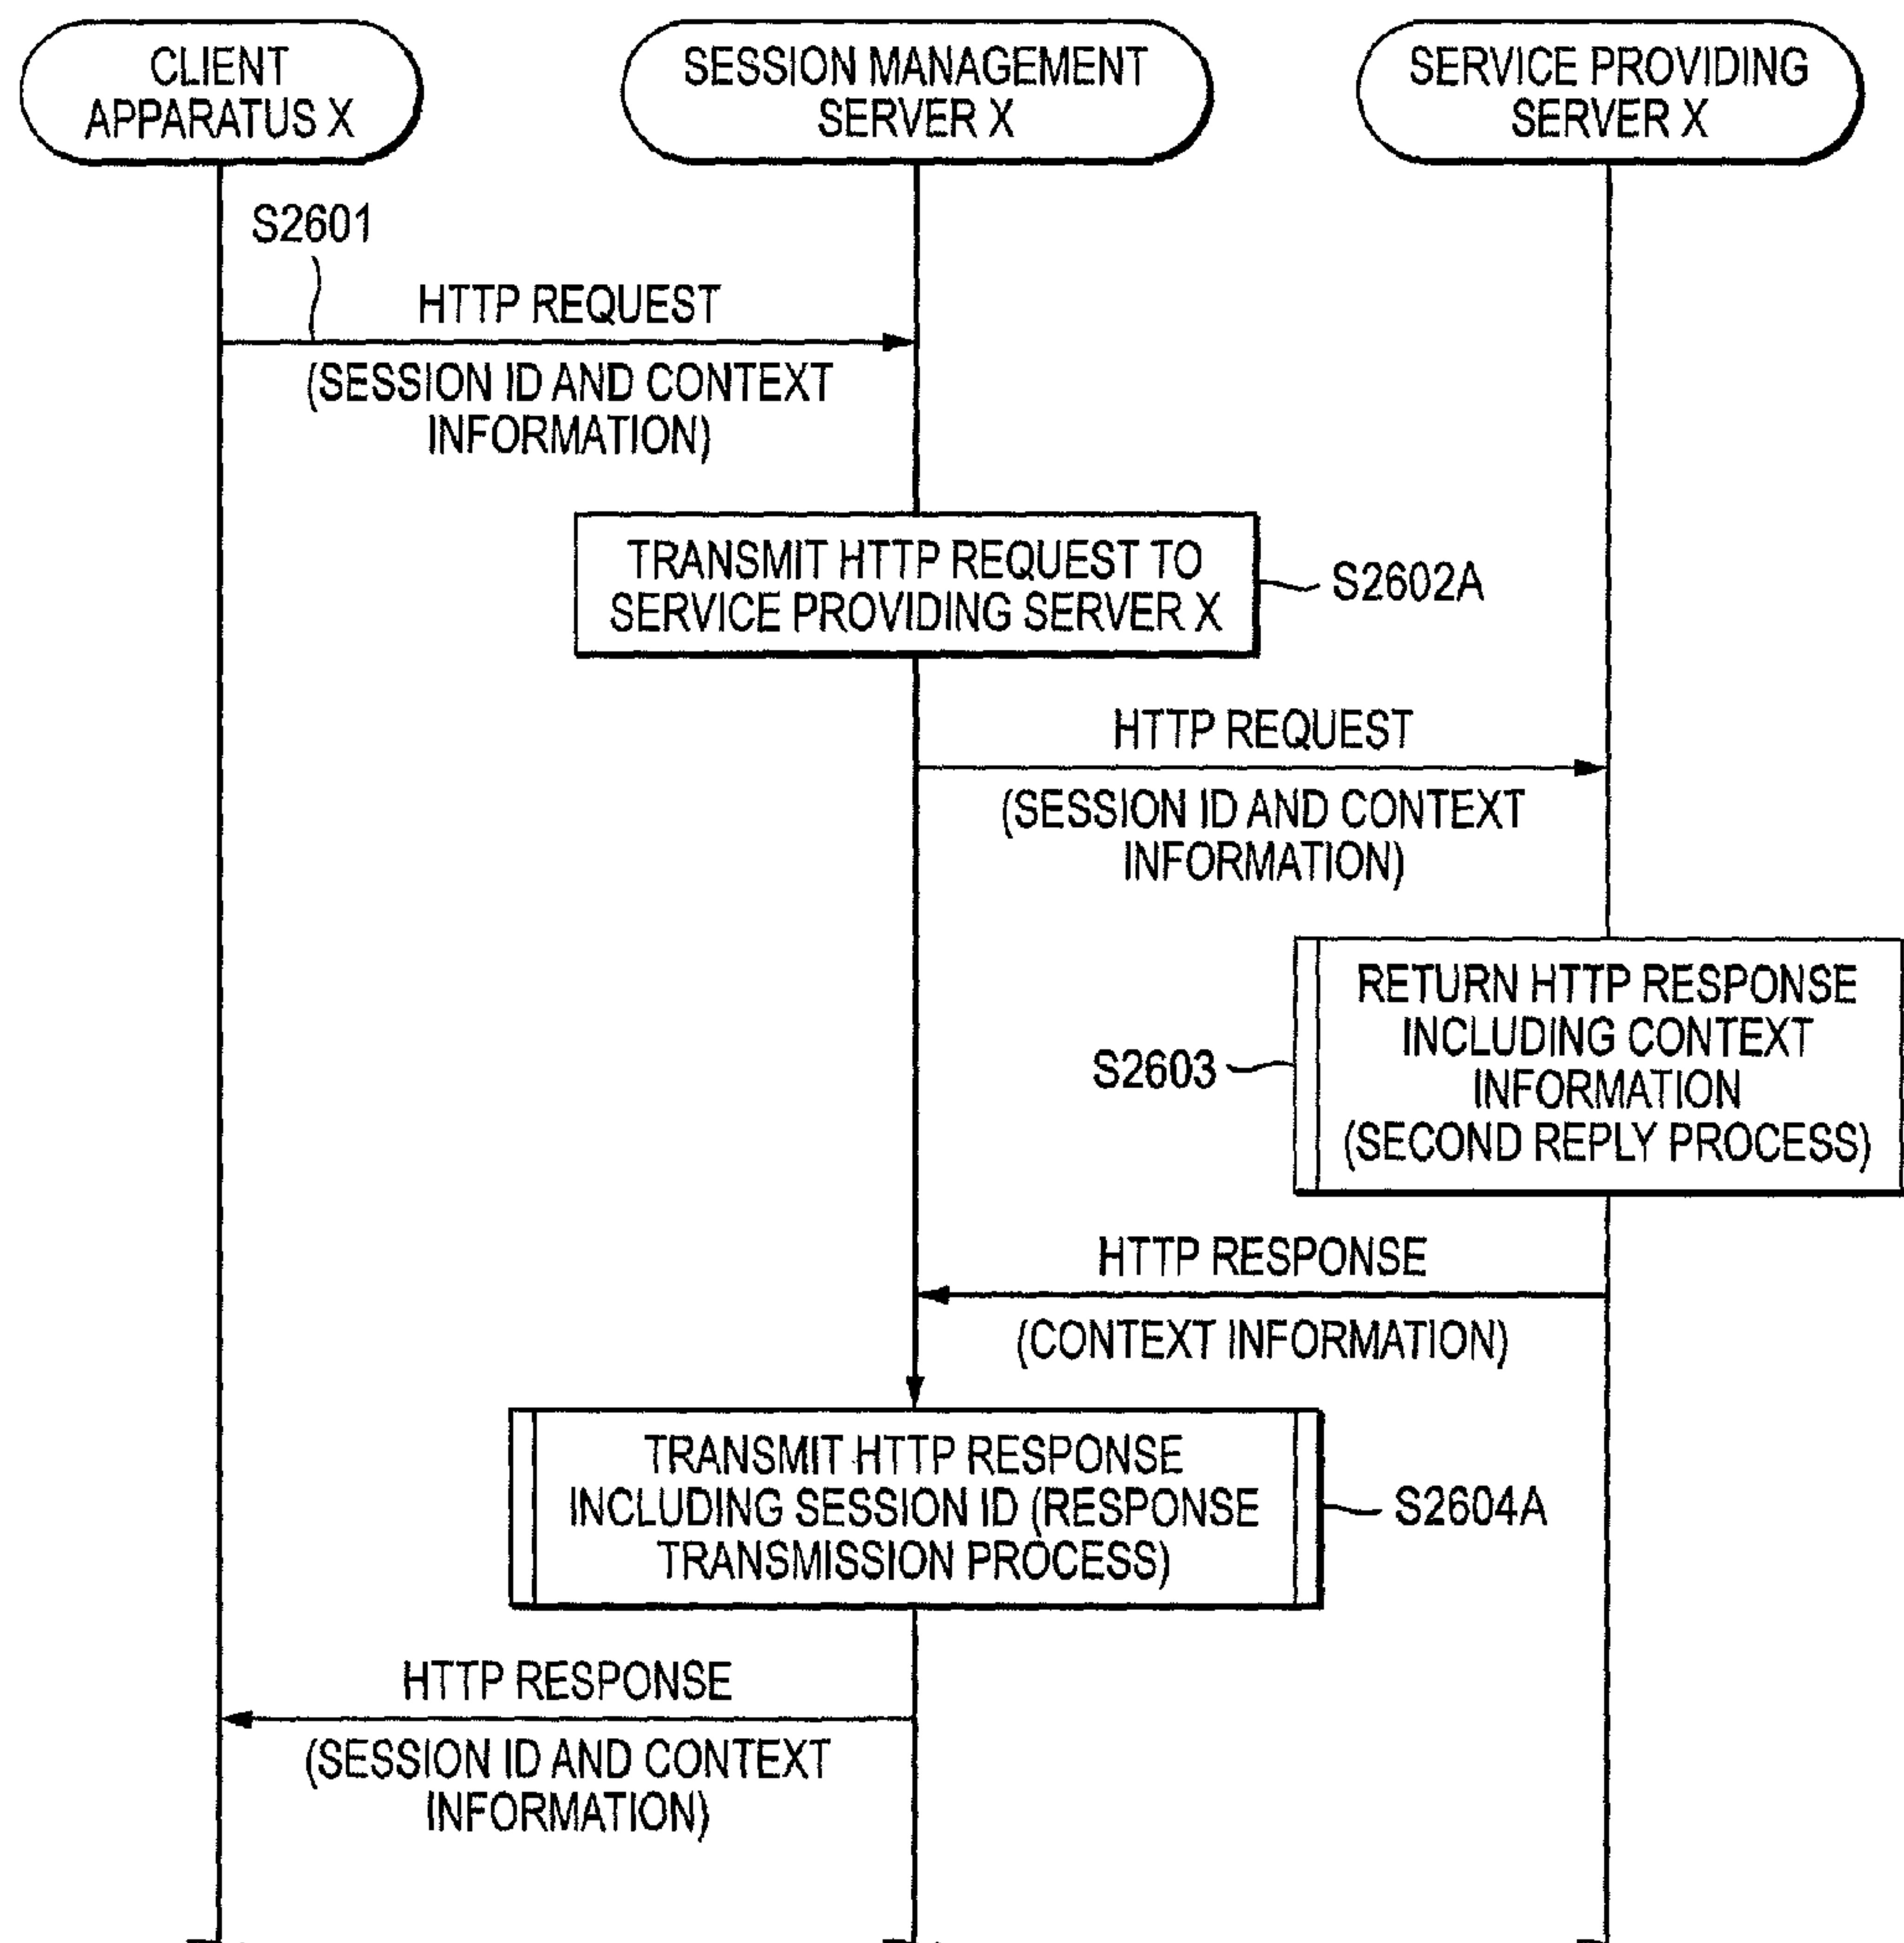 CLIENT
APPARATUS X
SESSION MANAGEMENT
SERVER X
SERVICE PROVIDING
SERVER X
S2601
HTTP REQUEST
(SESSION ID AND CONTEXT
INFORMATION)
TRANSMIT HTTP REQUEST TO
SERVICE PROVIDING SERVER X
S2602A
HTTP REQUEST
(SESSION ID AND CONTEXT
INFORMATION)
RETURN HTTP RESPONSE
INCLUDING CONTEXT
INFORMATION
(SECOND REPLY PROCESS)
S2603
HTTP RESPONSE
(CONTEXT INFORMATION)
TRANSMIT HTTP RESPONSE
INCLUDING SESSION ID (RESPONSE
TRANSMISSION PROCESS)
S2604A
HTTP RESPONSE
(SESSION ID AND CONTEXT
INFORMATION)